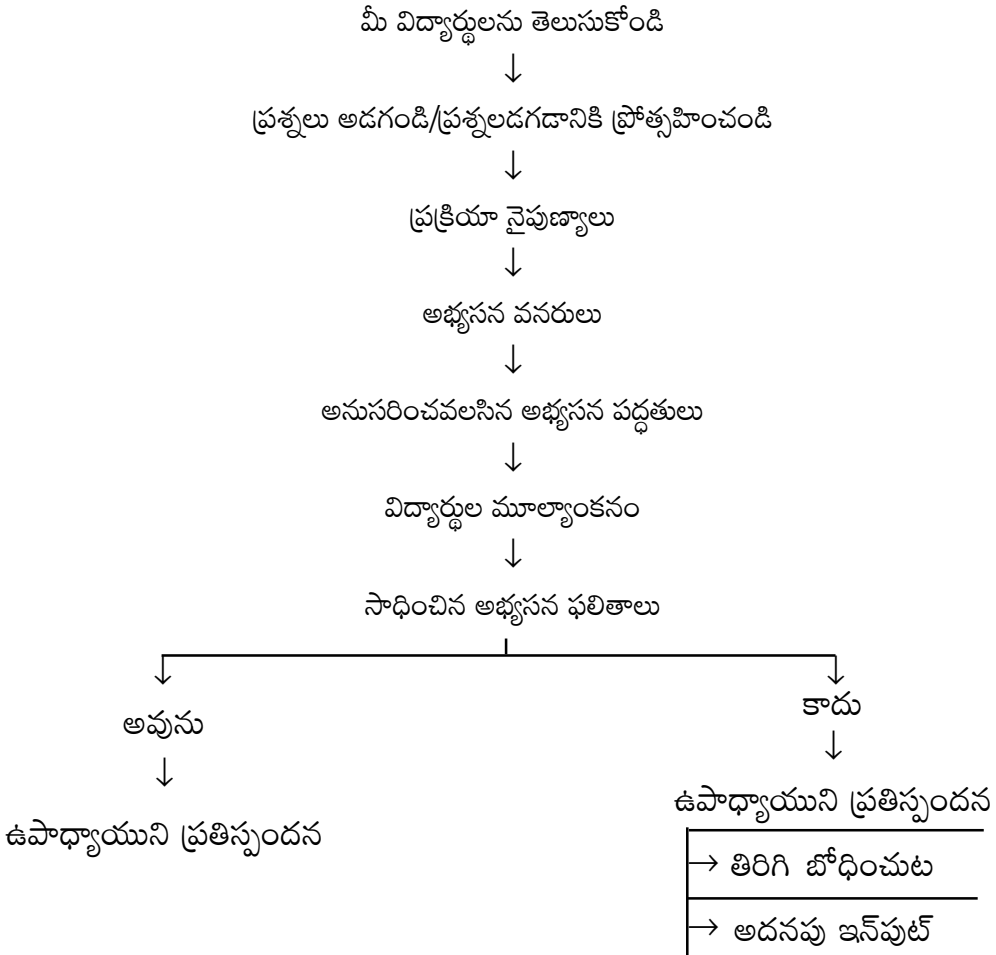 మీ విద్యార్థులను తెలుసుకోండి
ప్రశ్నలు అడగండి/ప్రశ్నలడగడానికి ప్రోత్సహించండి
ప్రక్రియా నైపుణ్యాలు
అభ్యసన వనరులు
అనుసరించవలసిన అభ్యసన పద్ధతులు
విద్యార్థుల మూల్యాంకనం
సాధించిన అభ్యసన ఫలితాలు
అవును
ఉపాధ్యాయుని ప్రతిస్పందన
కాదు
ఉపాధ్యాయుని ప్రతిస్పందన
తిరిగి బోధించుట
అదనపు ఇన్‌పుట్